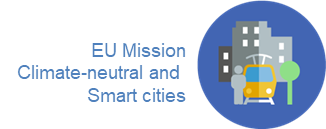 EU Mission
Climate-neutral and
Smart cities